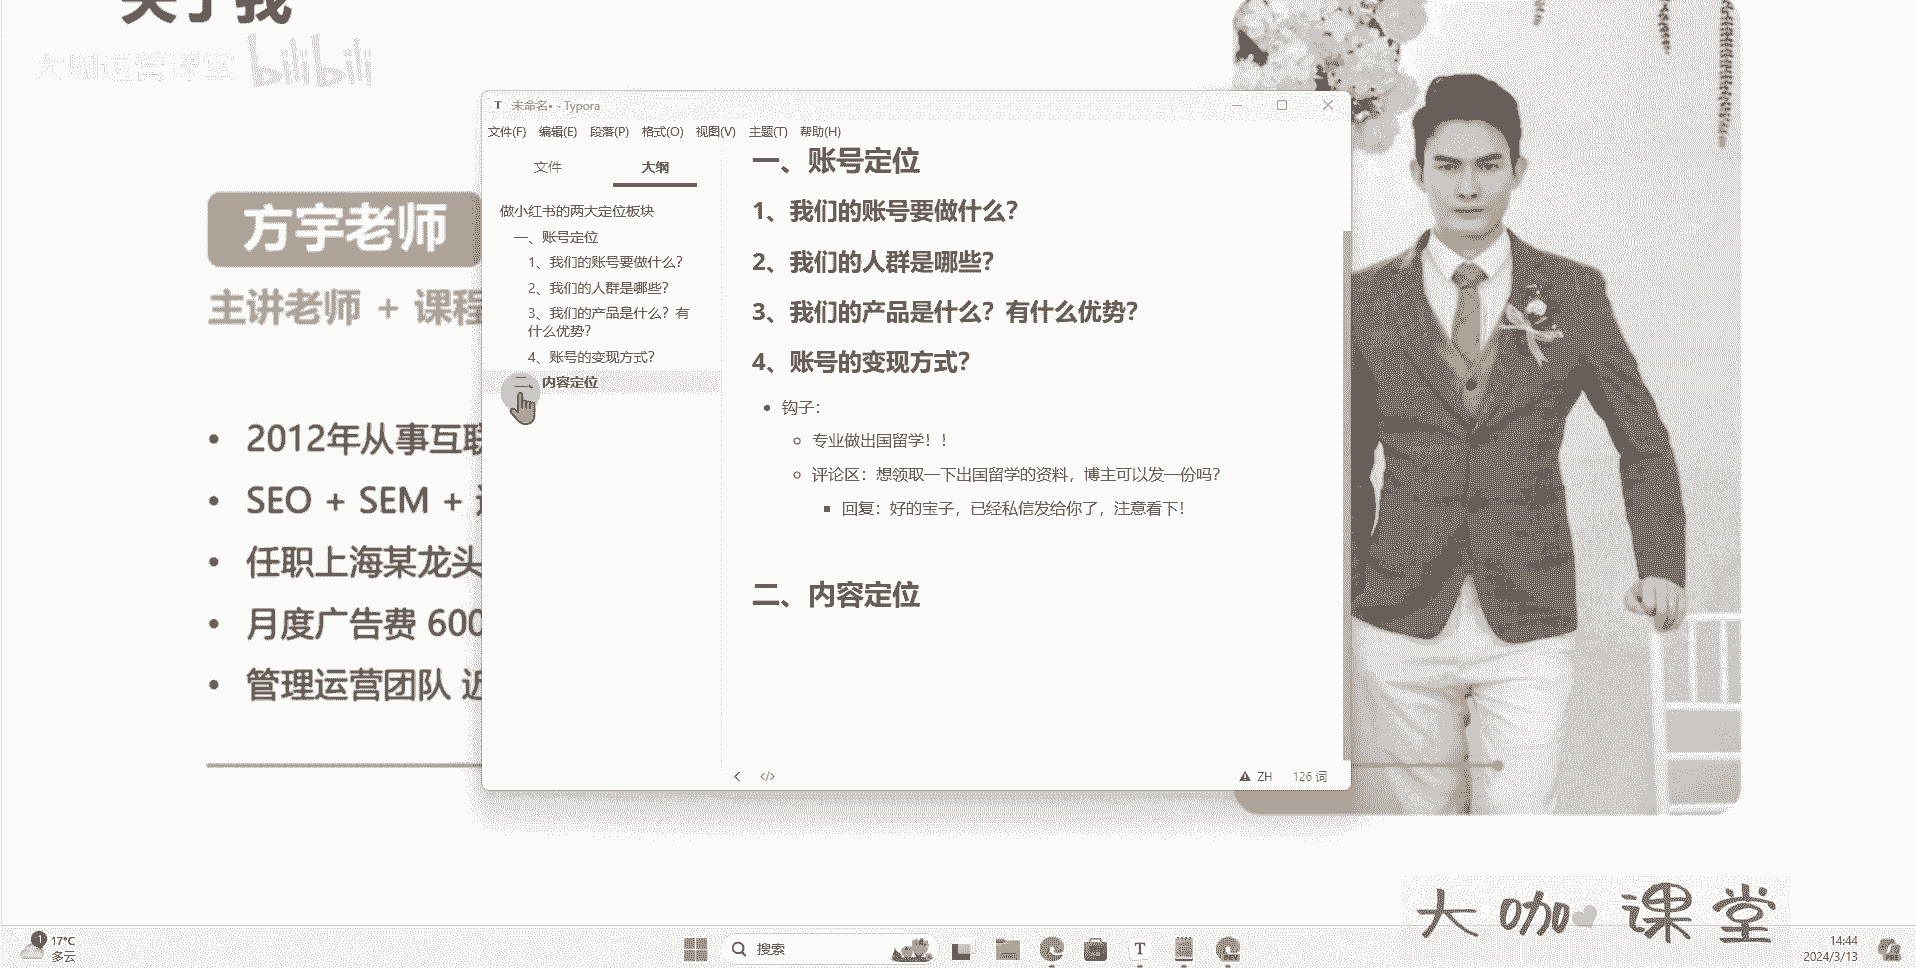 关于我
大咖运营课堂 bilibili
方宇老师
主讲老师 + 课程
2012年从事互联
SEO + SEM +
任职上海某龙头
月度广告费 600
管理运营团队 近
T 未命名• - Typora
文件(F) 编辑(E) 段落(P) 格式(O) 视图(V) 主题(T) 帮助(H)
文件 大纲
做小红书的两大定位板块
一、账号定位
1、我们的账号要做什么?
2、我们的人群是哪些?
3、我们的产品是什么? 有
什么优势?
4、账号的变现方式?
二、内容定位
一、账号定位
1、我们的账号要做什么?
2、我们的人群是哪些?
3、我们的产品是什么? 有什么优势?
4、账号的变现方式?
钩子:
专业做出国留学! !
评论区: 想领取一下出国留学的资料, 博主可以发一份吗?
回复: 好的宝子, 已经私信发给你了, 注意看下!
二、内容定位
ZH 126 词
大咖课堂
1
17°C
多云
搜索
T
DEV
14:44
2024/3/13
PRE